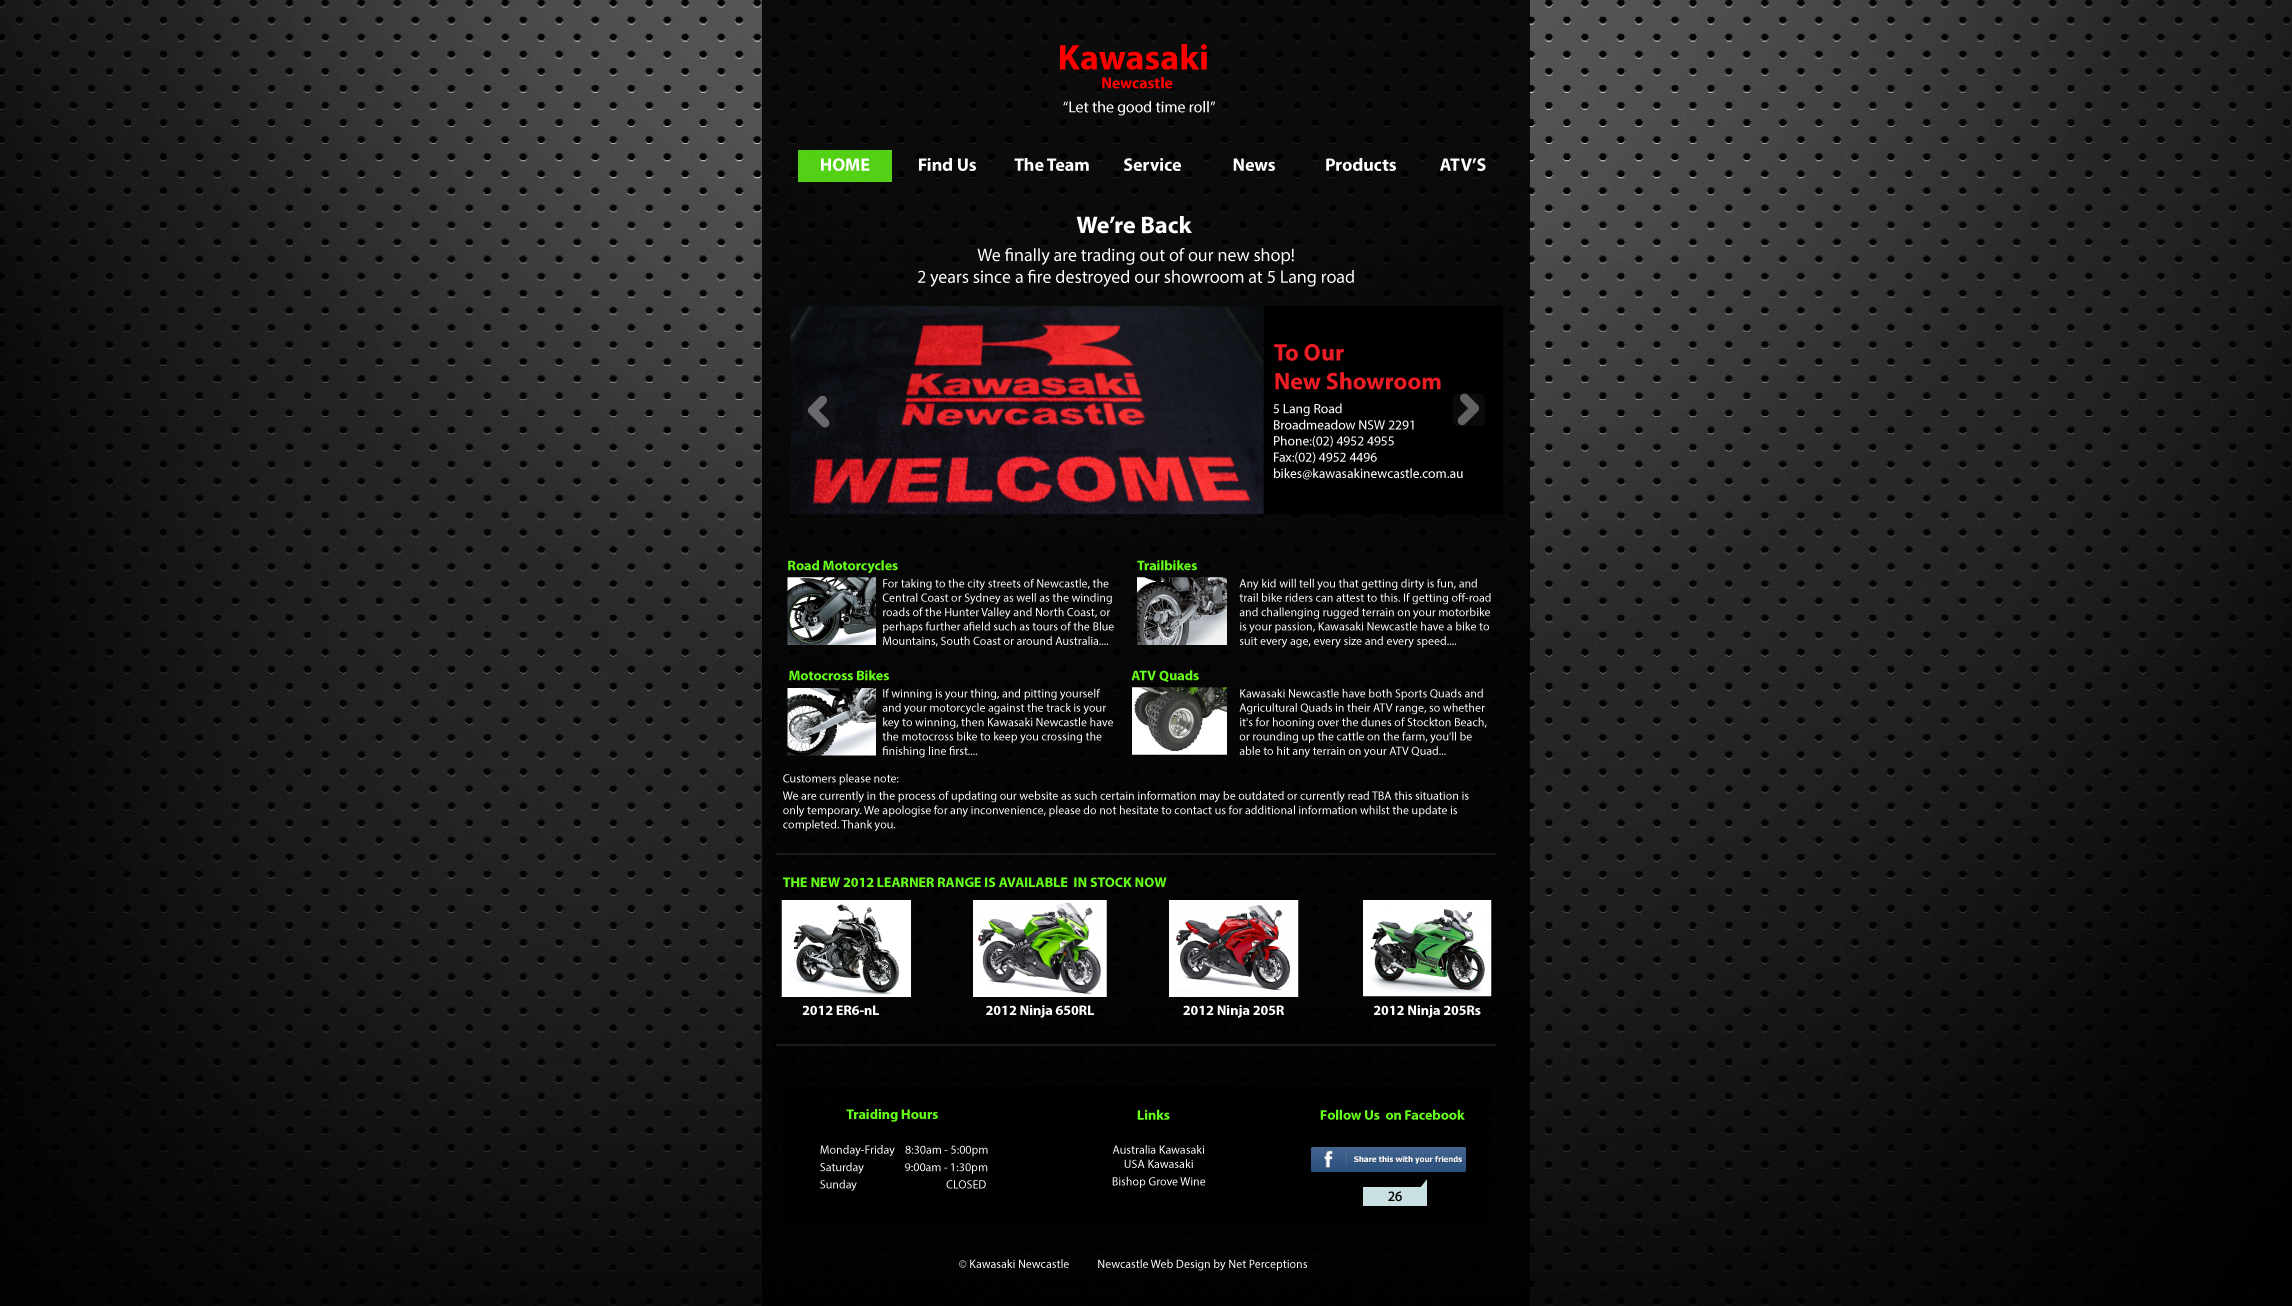 Kawasaki
Newcastle
“Let the good time roll”
HOME Find Us The Team Service News Products ATV’S
We’re Back
We finally are trading out of our new shop!
2 years since a fire destroyed our showroom at 5 Lang road
Kawasaki
Newcastle
WELCOME
To Our
New Showroom
5 Lang Road
Broadmeadow NSW 2291
Phone:(02) 4952 4955
Fax:(02) 4952 4496
bikes@kawasakinewcastle.com.au
Road Motorcycles
For taking to the city streets of Newcastle, the
Central Coast or Sydney as well as the winding
roads of the Hunter Valley and North Coast, or
perhaps further afield such as tours of the Blue
Mountains, South Coast or around Australia....
Trailbikes
Any kid will tell you that getting dirty is fun, and
trail bike riders can attest to this. If getting off-road
and challenging rugged terrain on your motorbike
is your passion, Kawasaki Newcastle have a bike to
suit every age, every size and every speed....
Motocross Bikes
If winning is your thing, and pitting yourself
and your motorcycle against the track is your
key to winning, then Kawasaki Newcastle have
the motocross bike to keep you crossing the
finishing line first....
ATV Quads
Kawasaki Newcastle have both Sports Quads and
Agricultural Quads in their ATV range, so whether
it's for hooning over the dunes of Stockton Beach,
or rounding up the cattle on the farm, you'll be
able to hit any terrain on your ATV Quad...
Customers please note:
We are currently in the process of updating our website as such certain information may be outdated or currently read TBA this situation is
only temporary. We apologise for any inconvenience, please do not hesitate to contact us for additional information whilst the update is
completed. Thank you.
THE NEW 2012 LEARNER RANGE IS AVAILABLE IN STOCK NOW
2012 ER6-nL
2012 Ninja 650RL
2012 Ninja 205R
2012 Ninja 205Rs
Traiding Hours
Monday-Friday 8:30am - 5:00pm
Saturday 9:00am - 1:30pm
Sunday CLOSED
Links
Australia Kawasaki
USA Kawasaki
Bishop Grove Wine
Follow Us on Facebook
f Share this with your friends
26
© Kawasaki Newcastle Newcastle Web Design by Net Perceptions